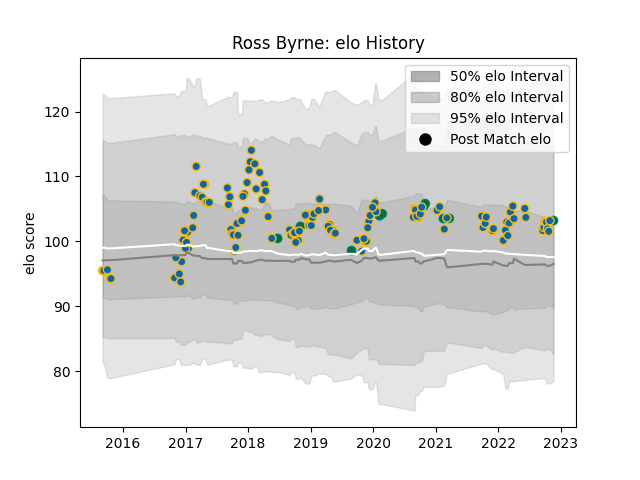 Ross Byrne: elo History
50% elo Interval
80% elo Interval
95% elo Interval
Post Match elo
elo score
120
110
100
90
80
2016 2017 2018 2019 2020 2021 2022 2023